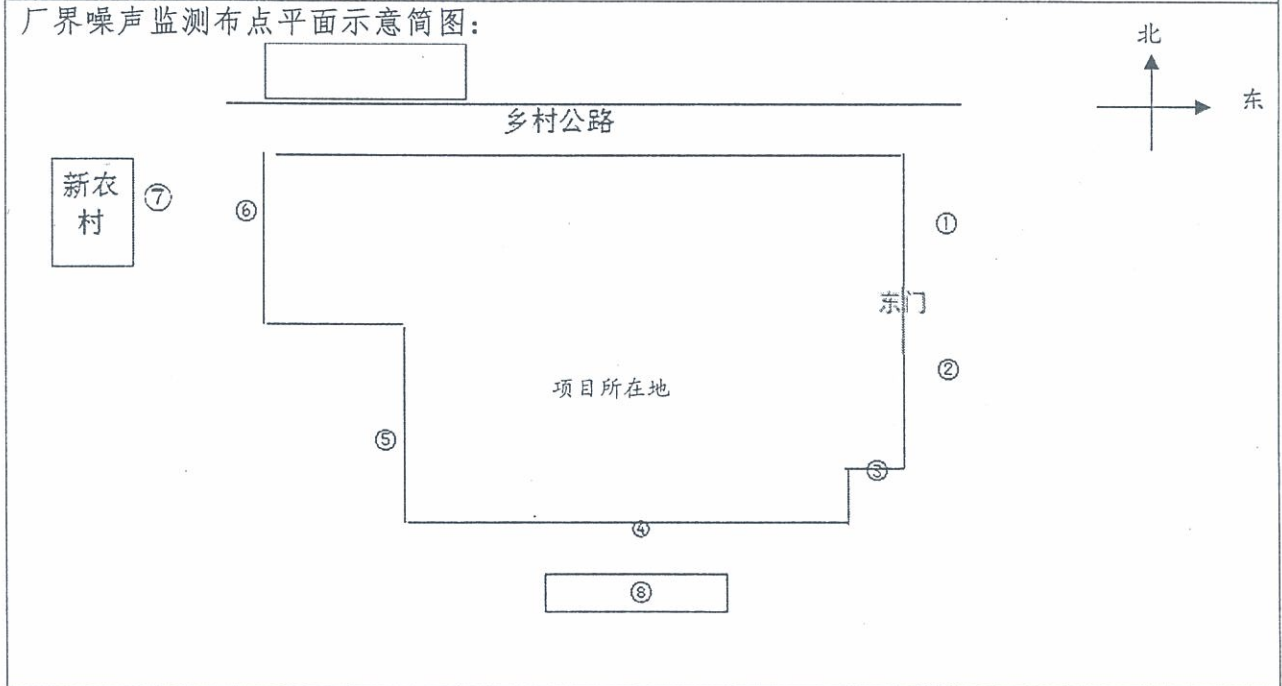 厂界噪声监测布点平面示意简图：
北
东
乡村公路
新农
村
⑦
⑥
①
东门
②
项目所在地
⑤
③
④
⑧